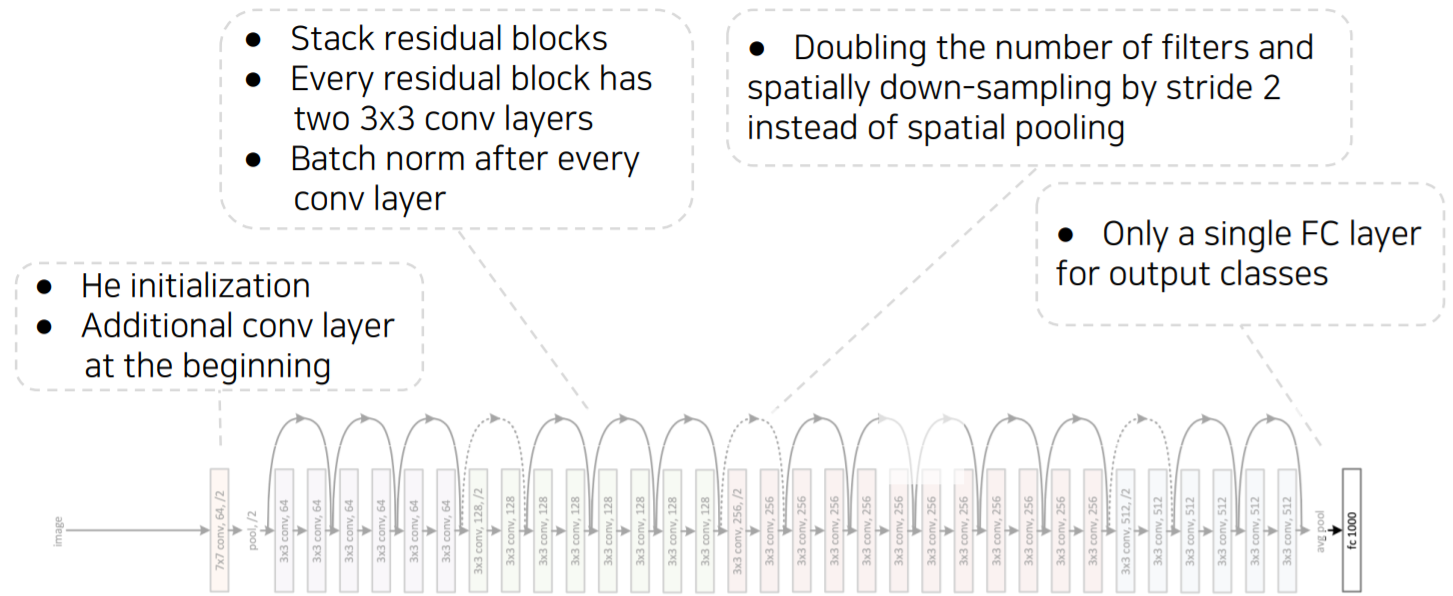 ● Stack residual blocks
● Every residual block has
two 3x3 conv layers
● Batch norm after every
conv layer
● Doubling the number of filters and
spatially down-sampling by stride 2
instead of spatial pooling
● Only a single FC layer
for output classes
● He initialization
● Additional conv layer
at the beginning
image
7x7 conv, 64, /2
pool, /2
3x3 conv, 64
3x3 conv, 64
3x3 conv, 64
3x3 conv, 64
3x3 conv, 64
3x3 conv, 64
3x3 conv, 128, /2
3x3 conv, 128
3x3 conv, 128
3x3 conv, 128
3x3 conv, 128
3x3 conv, 128
3x3 conv, 128
3x3 conv, 128
3x3 conv, 256, /2
3x3 conv, 256
3x3 conv, 256
3x3 conv, 256
3x3 conv, 256
3x3 conv, 256
3x3 conv, 256
3x3 conv, 256
3x3 conv, 256
3x3 conv, 256
3x3 conv, 256
3x3 conv, 256
3x3 conv, 512, /2
3x3 conv, 512
3x3 conv, 512
3x3 conv, 512
3x3 conv, 512
3x3 conv, 512
avg pool
fc 1000